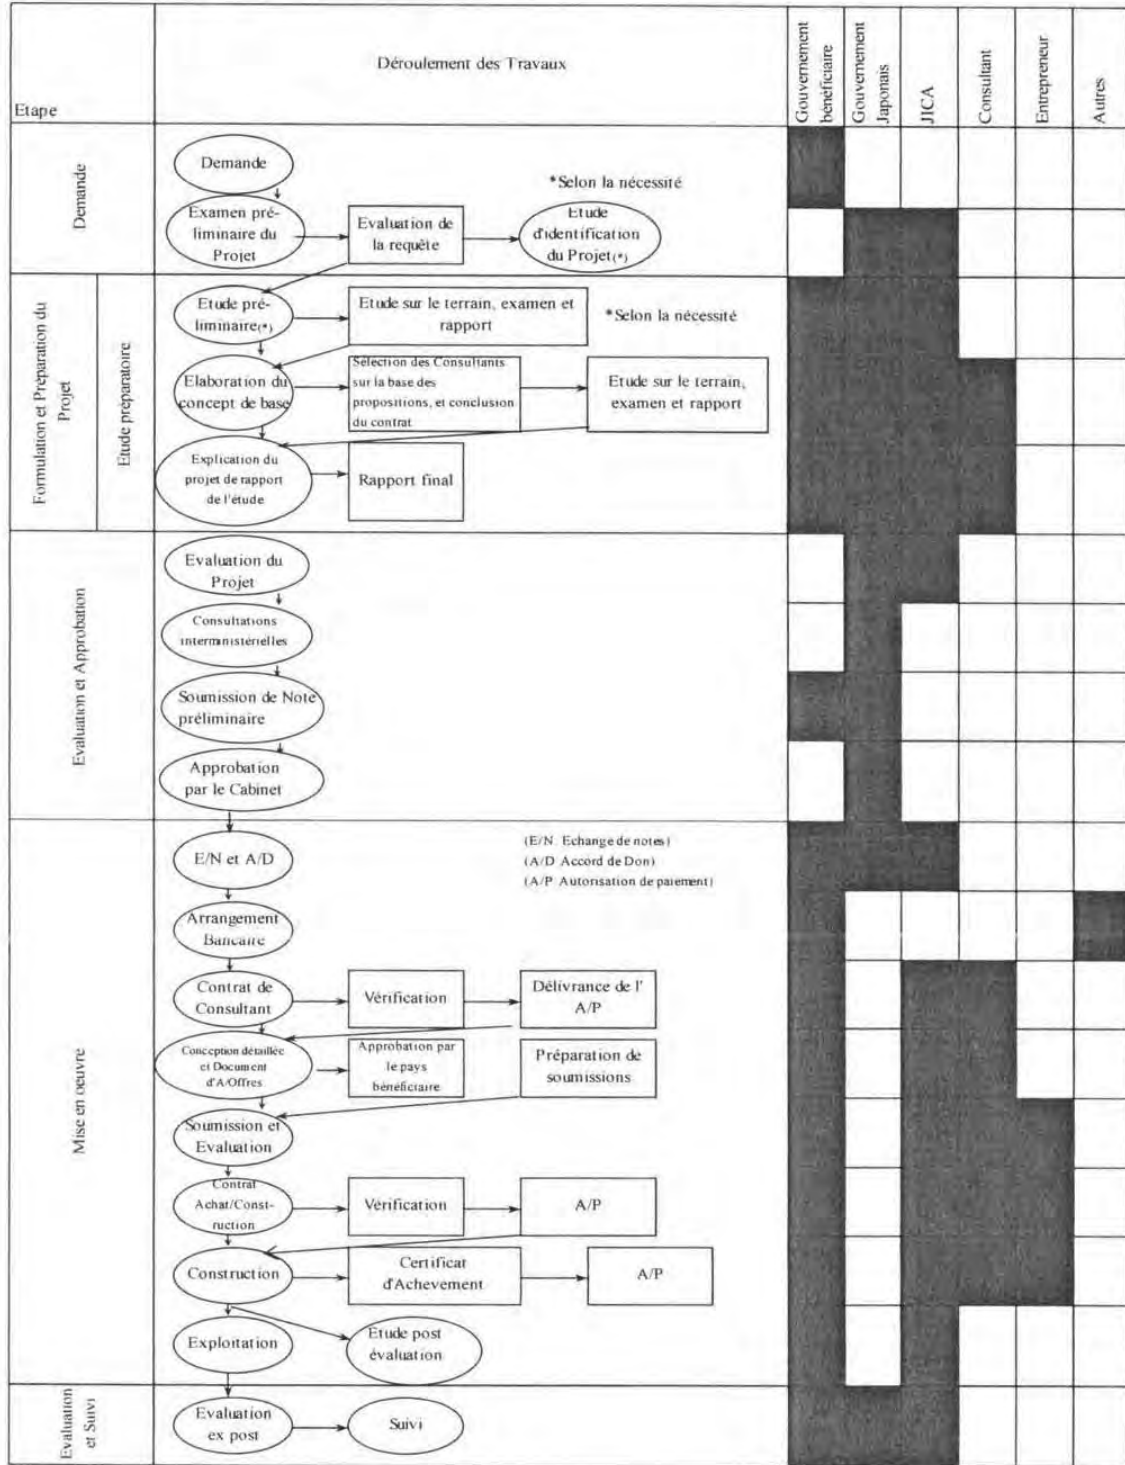 Etape
Déroulement des Travaux
Gouvernement
bénéficiaire
Gouvernement
Japonais
JICA
Consultant
Entrepreneur
Autres
Demande
Demande
*Selon la nécessité
Examen pré-
liminaire du
Projet
Evaluation de
la requête
Etude
d'identification
du Projet(*)
Formulation et Préparation du
Projet
Etude préparatoire
Etude pré-
liminaire(*)
Etude sur le terrain, examen et
rapport
*Selon la nécessité
Elaboration du
concept de base
Sélection des Consultants
sur la base des
propositions, et conclusion
du contrat
Etude sur le terrain,
examen et rapport
Explication du
projet de rapport
de l'étude
Rapport final
Evaluation et Approbation
Evaluation du
Projet
Consultations
interministérielles
Soumission de Note
préliminaire
Approbation
par le Cabinet
Mise en oeuvre
E/N et A/D
(E/N Echange de notes)
(A/D Accord de Don)
(A/P Autorisation de paiement)
Arrangement
Bancaire
Contrat de
Consultant
Vérification
Délivrance de l'
A/P
Conception détaillée
et Document
d'A/Offres
Approbation par
le pays
bénéficiaire
Préparation de
soumissions
Soumission et
Evaluation
Contrat
Achat/Const-
ruction
Vérification
A/P
Construction
Certificat
d'Achevement
A/P
Exploitation
Etude post
évaluation
Evaluation
et Suivi
Evaluation
ex post
Suivi